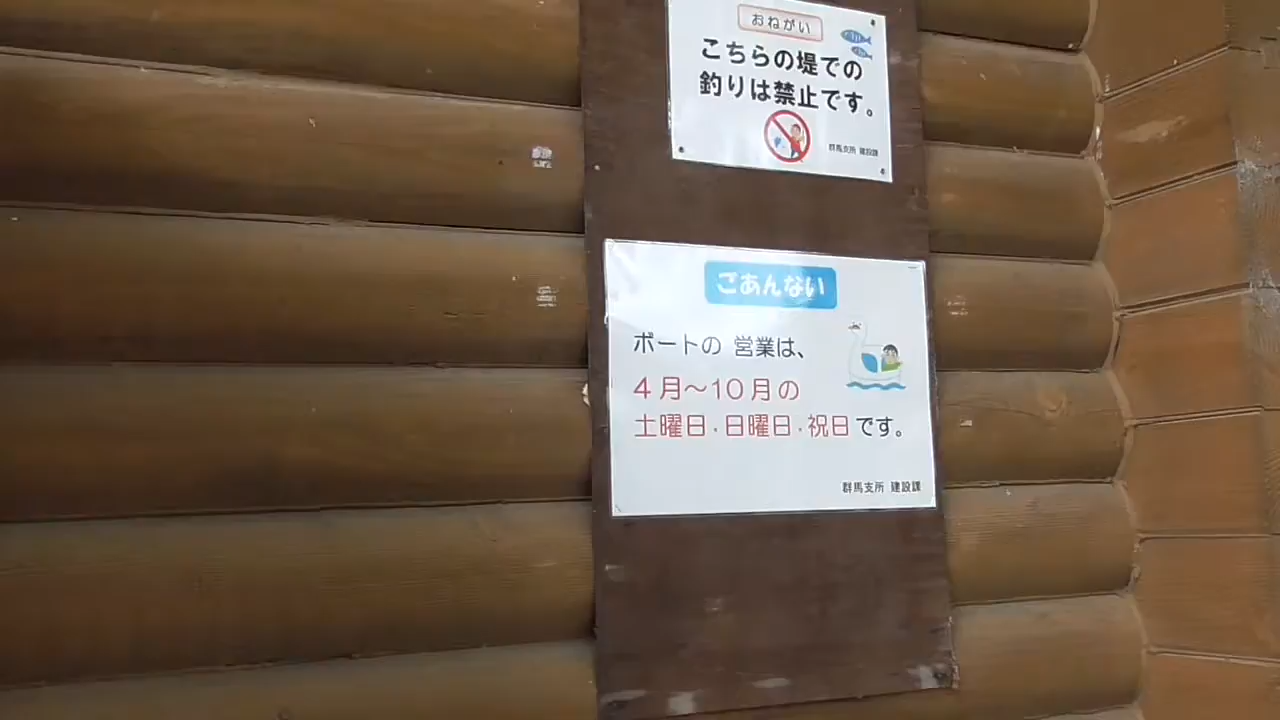 おねがい
こちらの堤での
釣りは禁止です。
群馬支所 建設課
ごあんない
ボートの 営業は、
4月～10月の
土曜日・日曜日・祝日です。
群馬支所 建設課